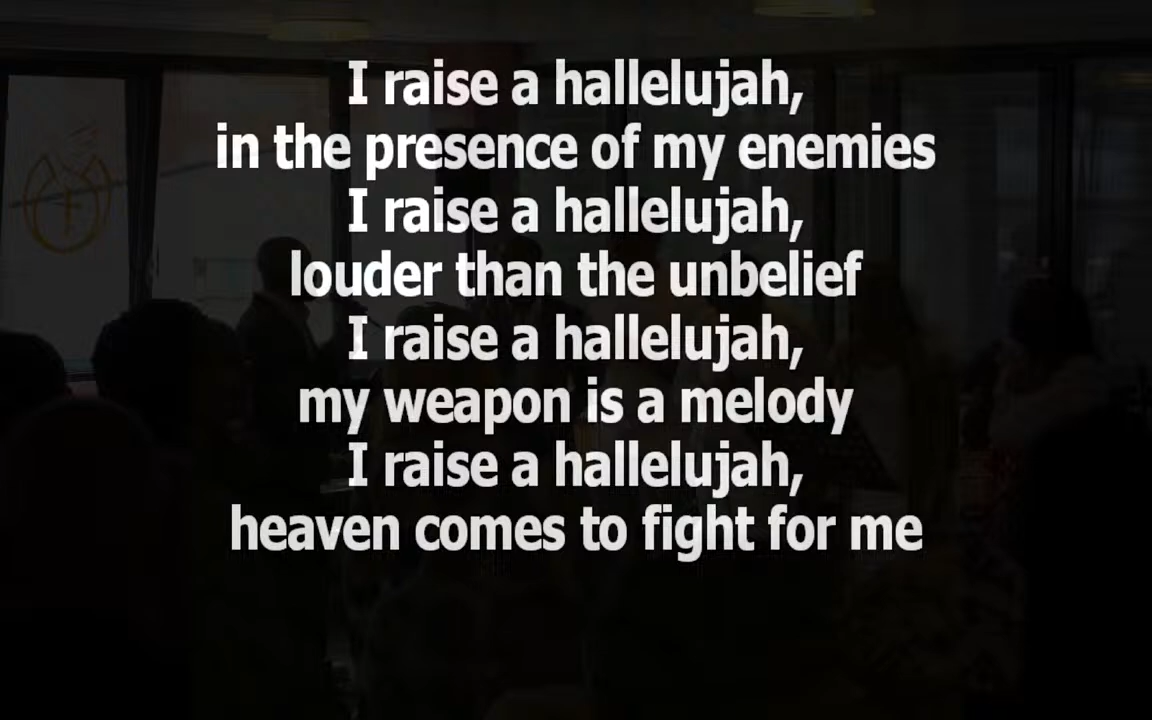 I raise a hallelujah,
in the presence of my enemies
I raise a hallelujah,
louder than the unbelief
I raise a hallelujah,
my weapon is a melody
I raise a hallelujah,
heaven comes to fight for me